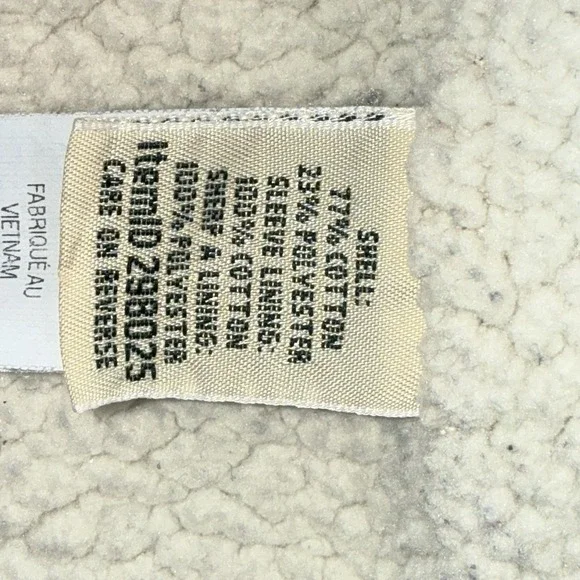 SHELL:
77% COTTON
23% POLYESTER
SLEEVE LINING:
100% COTTON
SHERPA LINING:
100% POLYESTER
ItemID 298025
CARE ON REVERSE
FABRIQUÉ AU
VIETNAM